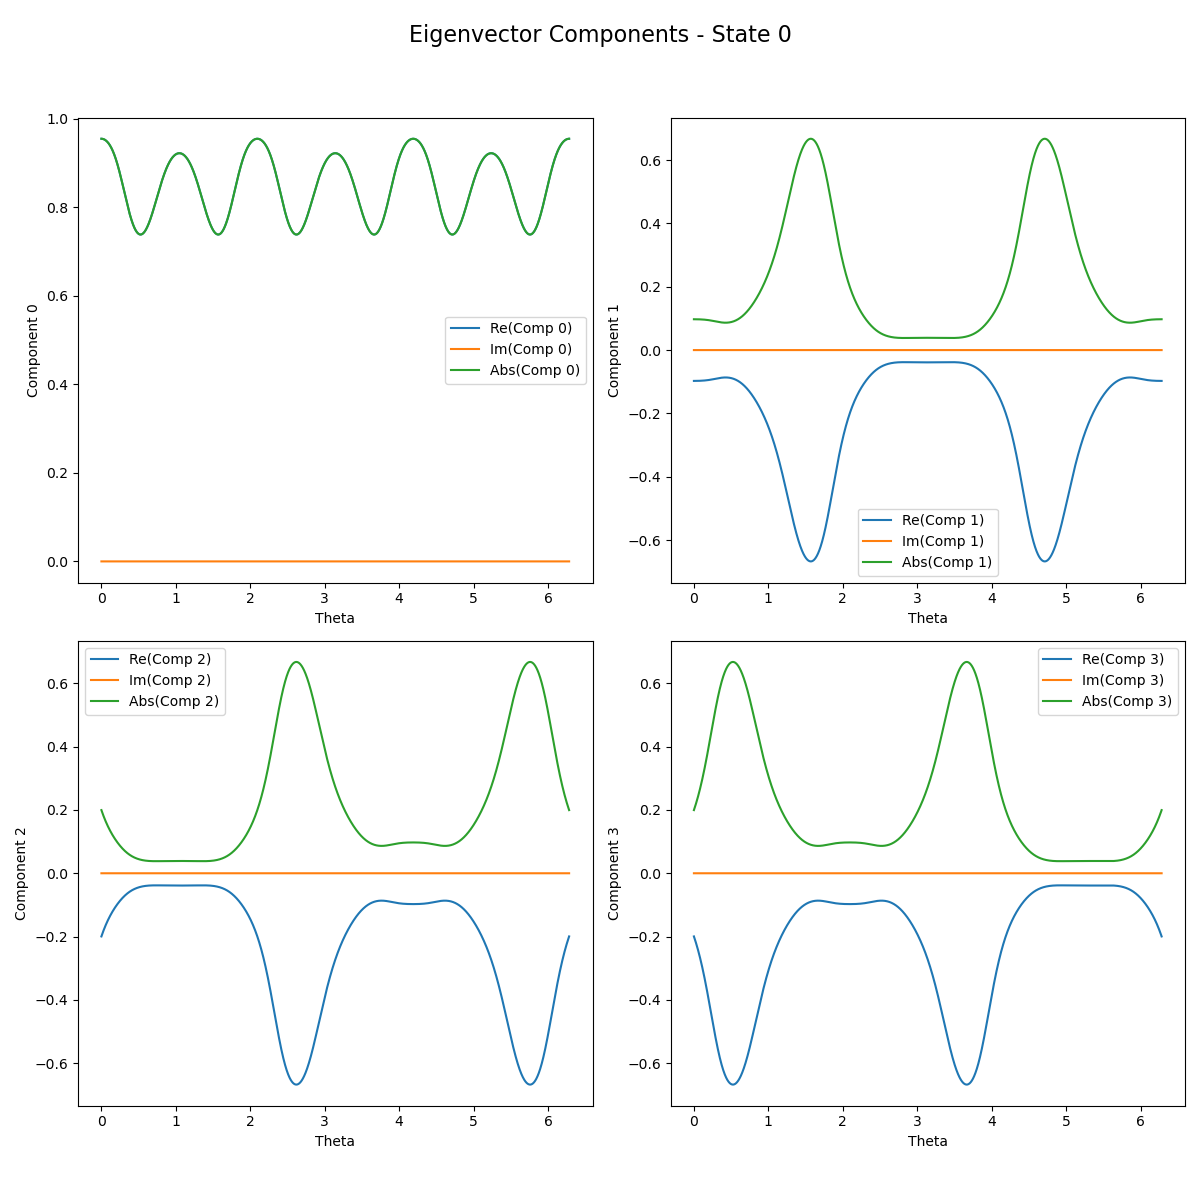 Eigenvector Components - State 0
Component 0
1.0
0.8
0.6
0.4
0.2
0.0
Re(Comp 0)
Im(Comp 0)
Abs(Comp 0)
0 1 2 3 4 5 6
Theta
Component 1
0.6
0.4
0.2
0.0
−0.2
−0.4
−0.6
Re(Comp 1)
Im(Comp 1)
Abs(Comp 1)
0 1 2 3 4 5 6
Theta
Component 2
0.6
0.4
0.2
0.0
−0.2
−0.4
−0.6
Re(Comp 2)
Im(Comp 2)
Abs(Comp 2)
0 1 2 3 4 5 6
Theta
Component 3
0.6
0.4
0.2
0.0
−0.2
−0.4
−0.6
Re(Comp 3)
Im(Comp 3)
Abs(Comp 3)
0 1 2 3 4 5 6
Theta